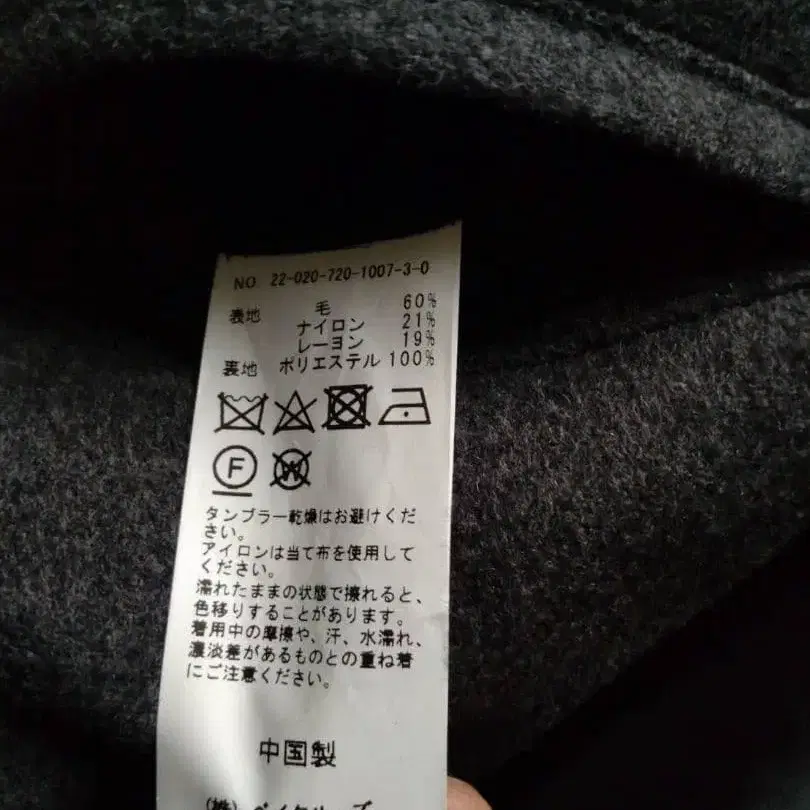 NO 22-020-720-1007-3-0
表地 毛 60%
ナイロン 21%
レーヨン 19%
裏地 ポリエステル 100%
F W
タンブラー乾燥はお避けくだ
さい。
アイロンは当て布を使用して
ください。
濡れたままの状態で擦れると、
色移りすることがあります。
着用中の摩擦や、汗、水濡れ、
濃淡差があるものとの重ね着
にご注意ください。
中国製